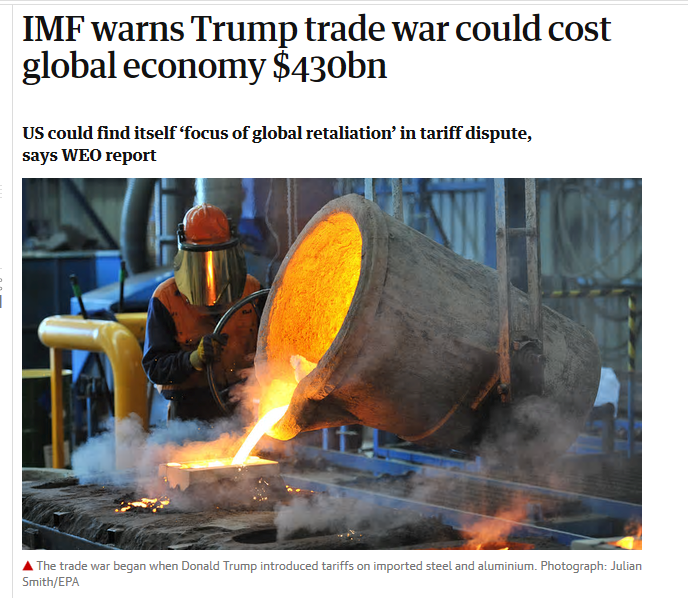 IMF warns Trump trade war could cost
global economy $430bn
US could find itself ‘focus of global retaliation’ in tariff dispute,
says WEO report
The trade war began when Donald Trump introduced tariffs on imported steel and aluminium. Photograph: Julian
Smith/EPA